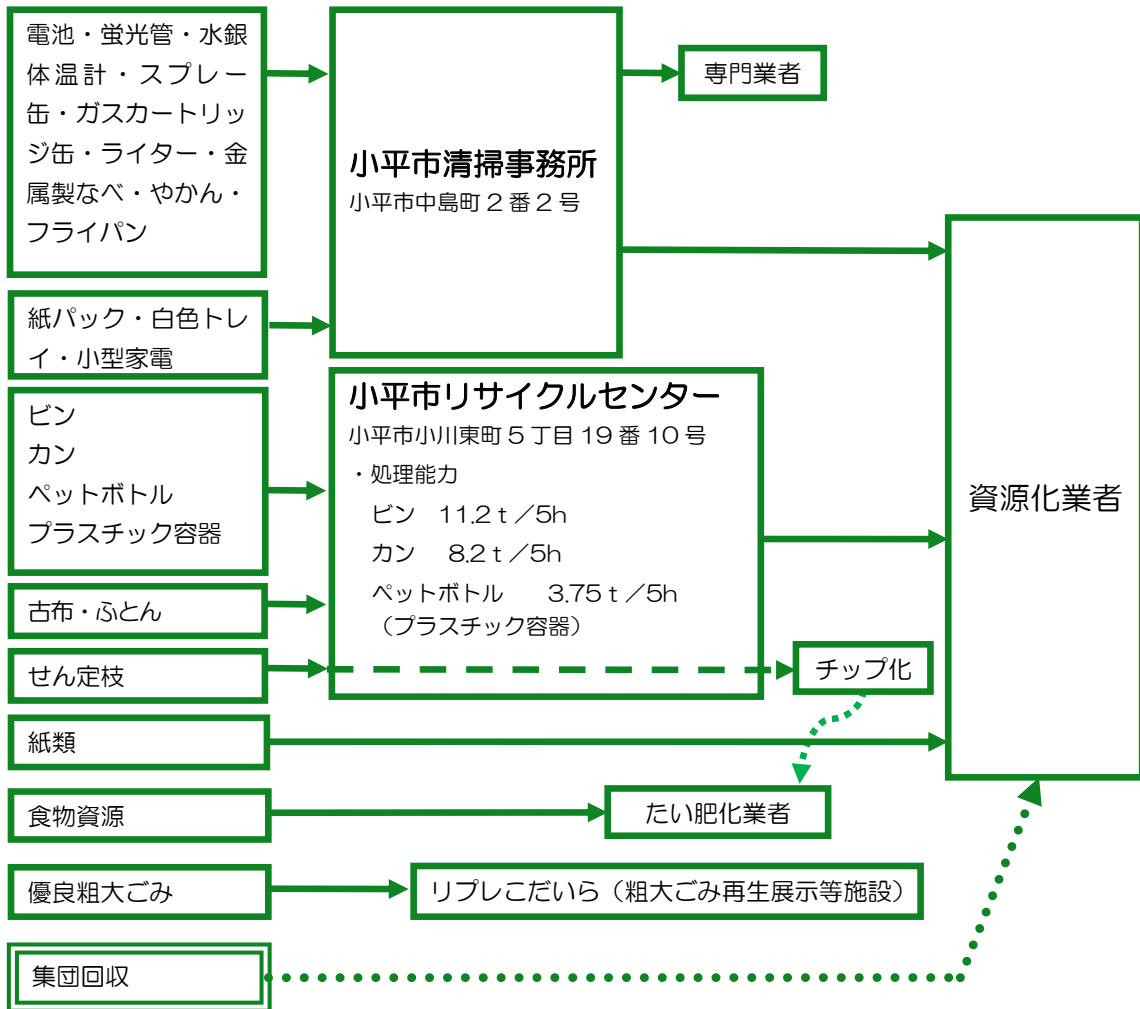 電池・蛍光管・水銀
体温計・スプレー
缶・ガスカートリッ
ジ缶・ライター・金
属製なべ・やかん・
フライパン
小平市清掃事務所
小平市中島町2番2号
専門業者
紙パック・白色トレ
イ・小型家電
ビン
カン
ペットボトル
プラスチック容器
小平市リサイクルセンター
小平市小川東町5丁目19番10号
・処理能力
ビン 11.2t/5h
カン 8.2t/5h
ペットボトル 3.75t/5h
(プラスチック容器)
資源化業者
古布・ふとん
せん定枝
チップ化
紙類
食物資源
たい肥化業者
優良粗大ごみ
リプレこだいら(粗大ごみ再生展示等施設)
集団回収